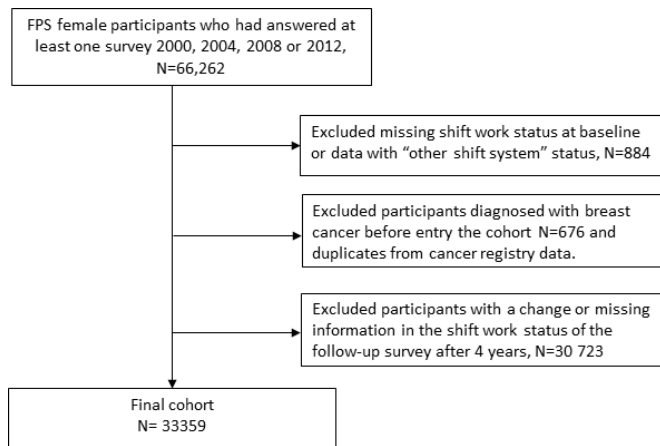 FPS female participants who had answered at
least one survey 2000, 2004, 2008 or 2012,
N=66,262
Excluded missing shift work status at baseline
or data with “other shift system” status, N=884
Excluded participants diagnosed with breast
cancer before entry the cohort N=676 and
duplicates from cancer registry data.
Excluded participants with a change or missing
information in the shift work status of the
follow-up survey after 4 years, N=30 723
Final cohort
N= 33359